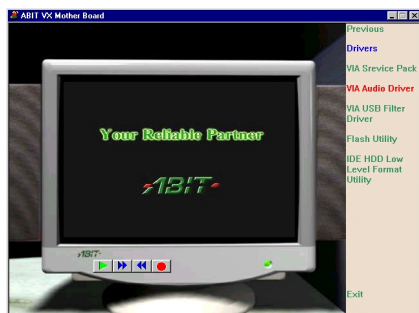 ABIT VX Mother Board
Previous
Drivers
VIA Srevice Pack
VIA Audio Driver
VIA USB Filter
Driver
Flash Utility
IDE HDD Low
Level Format
Utility
Your Reliable Partner
ABIT
ABIT
Exit